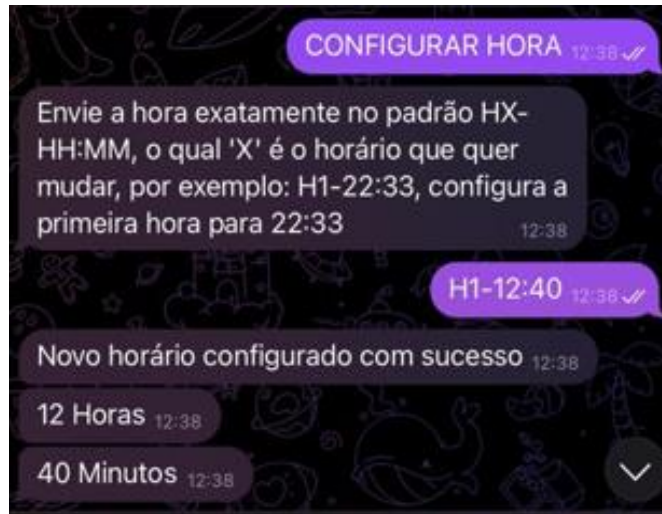 CONFIGURAR HORA 12:38
Envie a hora exatamente no padrão HX-
HH:MM, o qual 'X' é o horário que quer
mudar, por exemplo: H1-22:33, configura a
primeira hora para 22:33
12:38
H1-12:40 12:38
Novo horário configurado com sucesso 12:38
12 Horas 12:38
40 Minutos 12:38